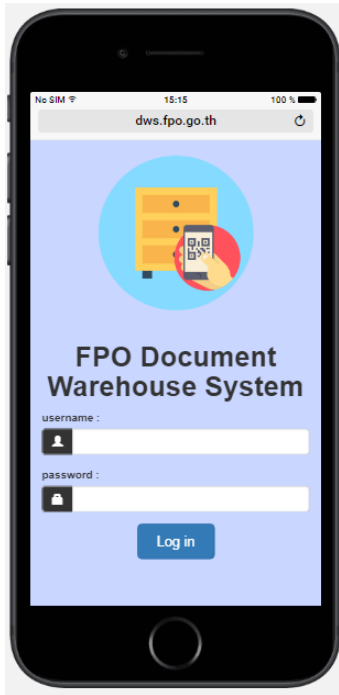 No SIM 15:15 100 %
dws.fpo.go.th
FPO Document
Warehouse System
username :
password :
Log in